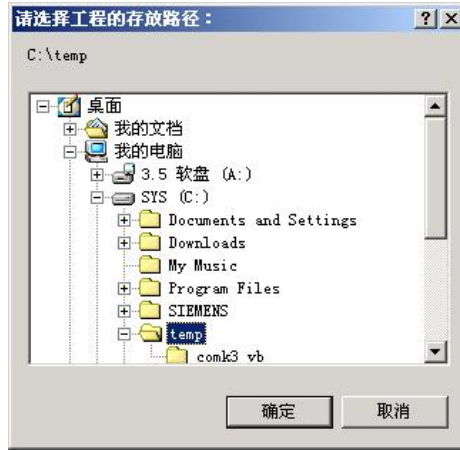 请选择工程的存放路径：
C:\temp
桌面
我的文档
我的电脑
3.5 软盘 (A:)
SYS (C:)
Documents and Settings
Downloads
My Music
Program Files
SIEMENS
temp
comk3 vb
确定 取消